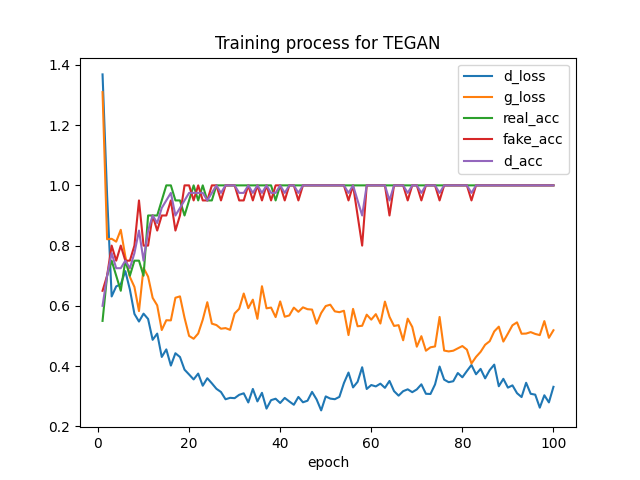 Training process for TEGAN
d_loss
g_loss
real_acc
fake_acc
d_acc
1.4
1.2
1.0
0.8
0.6
0.4
0.2
0 20 40 60 80 100
epoch